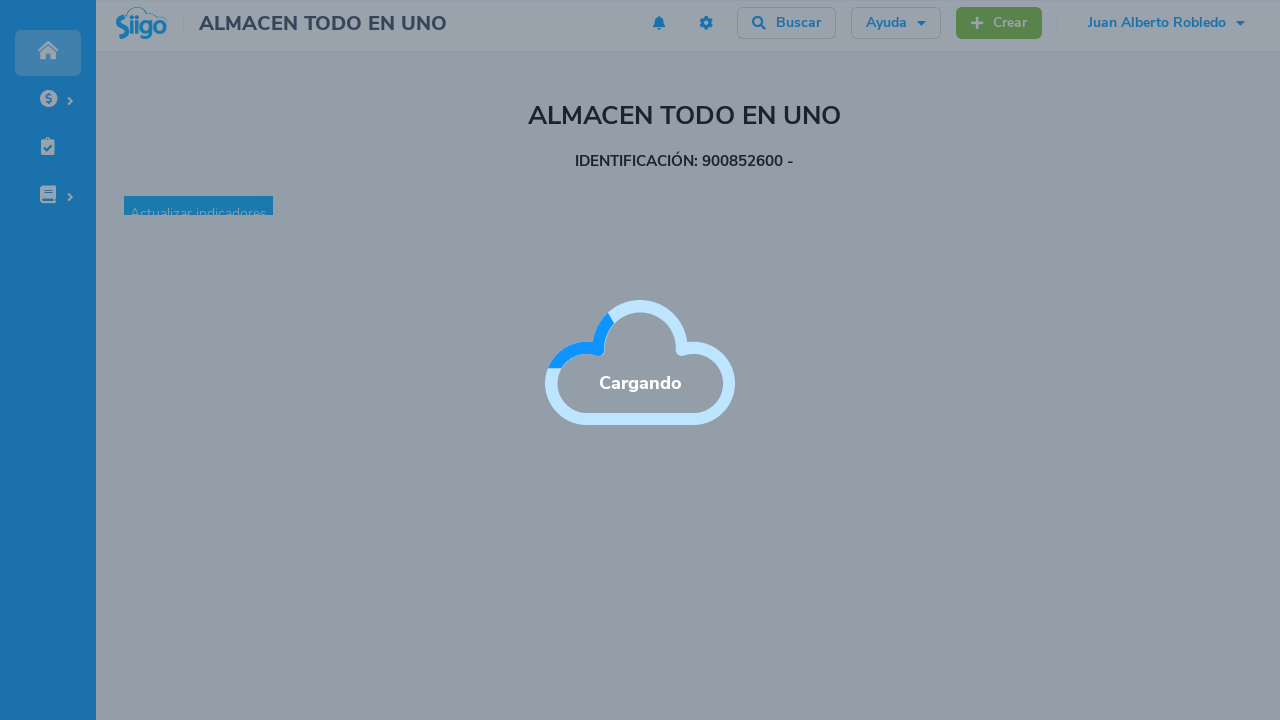 Siigo
ALMACEN TODO EN UNO
Buscar
Ayuda
Crear
Juan Alberto Robledo
ALMACEN TODO EN UNO
IDENTIFICACIÓN: 900852600 -
Actualizar indicadores
Cargando